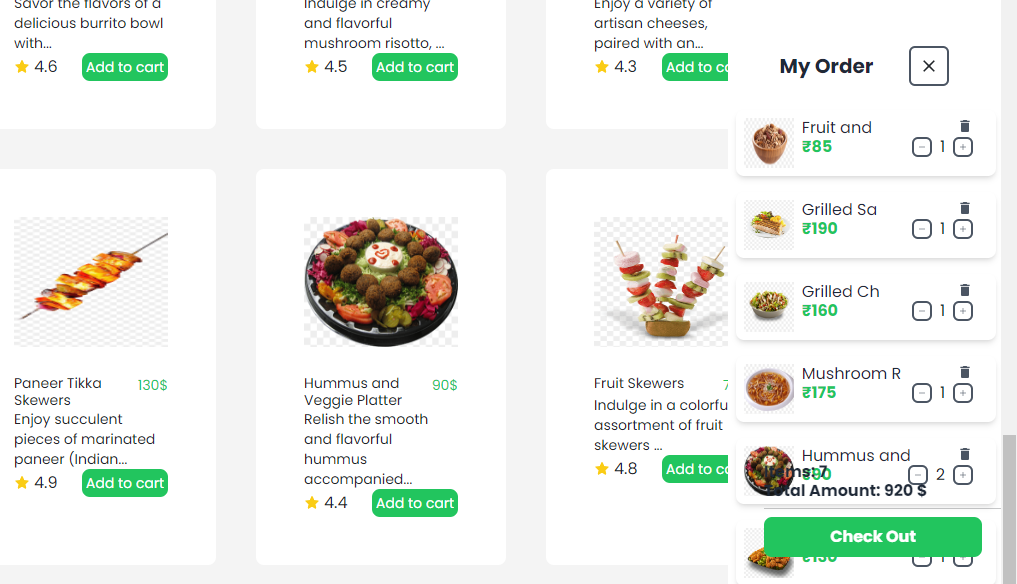 Savor the flavors of a
delicious burrito bowl
with...
4.6 Add to cart
Indulge in creamy
and flavorful
mushroom risotto, ...
4.5 Add to cart
Enjoy a variety of
artisan cheeses,
paired with an...
4.3 Add to ca
Paneer Tikka 130$
Skewers
Enjoy succulent
pieces of marinated
paneer (Indian...
4.9 Add to cart
Hummus and 90$
Veggie Platter
Relish the smooth
and flavorful
hummus
accompanied...
4.4 Add to cart
Fruit Skewers 7
Indulge in a colorfu
assortment of fruit
skewers ...
4.8 Add to ca
My Order
Fruit and
₹85 1
Grilled Sa
₹190 1
Grilled Ch
₹160 1
Mushroom R
₹175 1
Hummus and
₹90 2
Items: 7
Total Amount: 920 $
Check Out
₹130 1